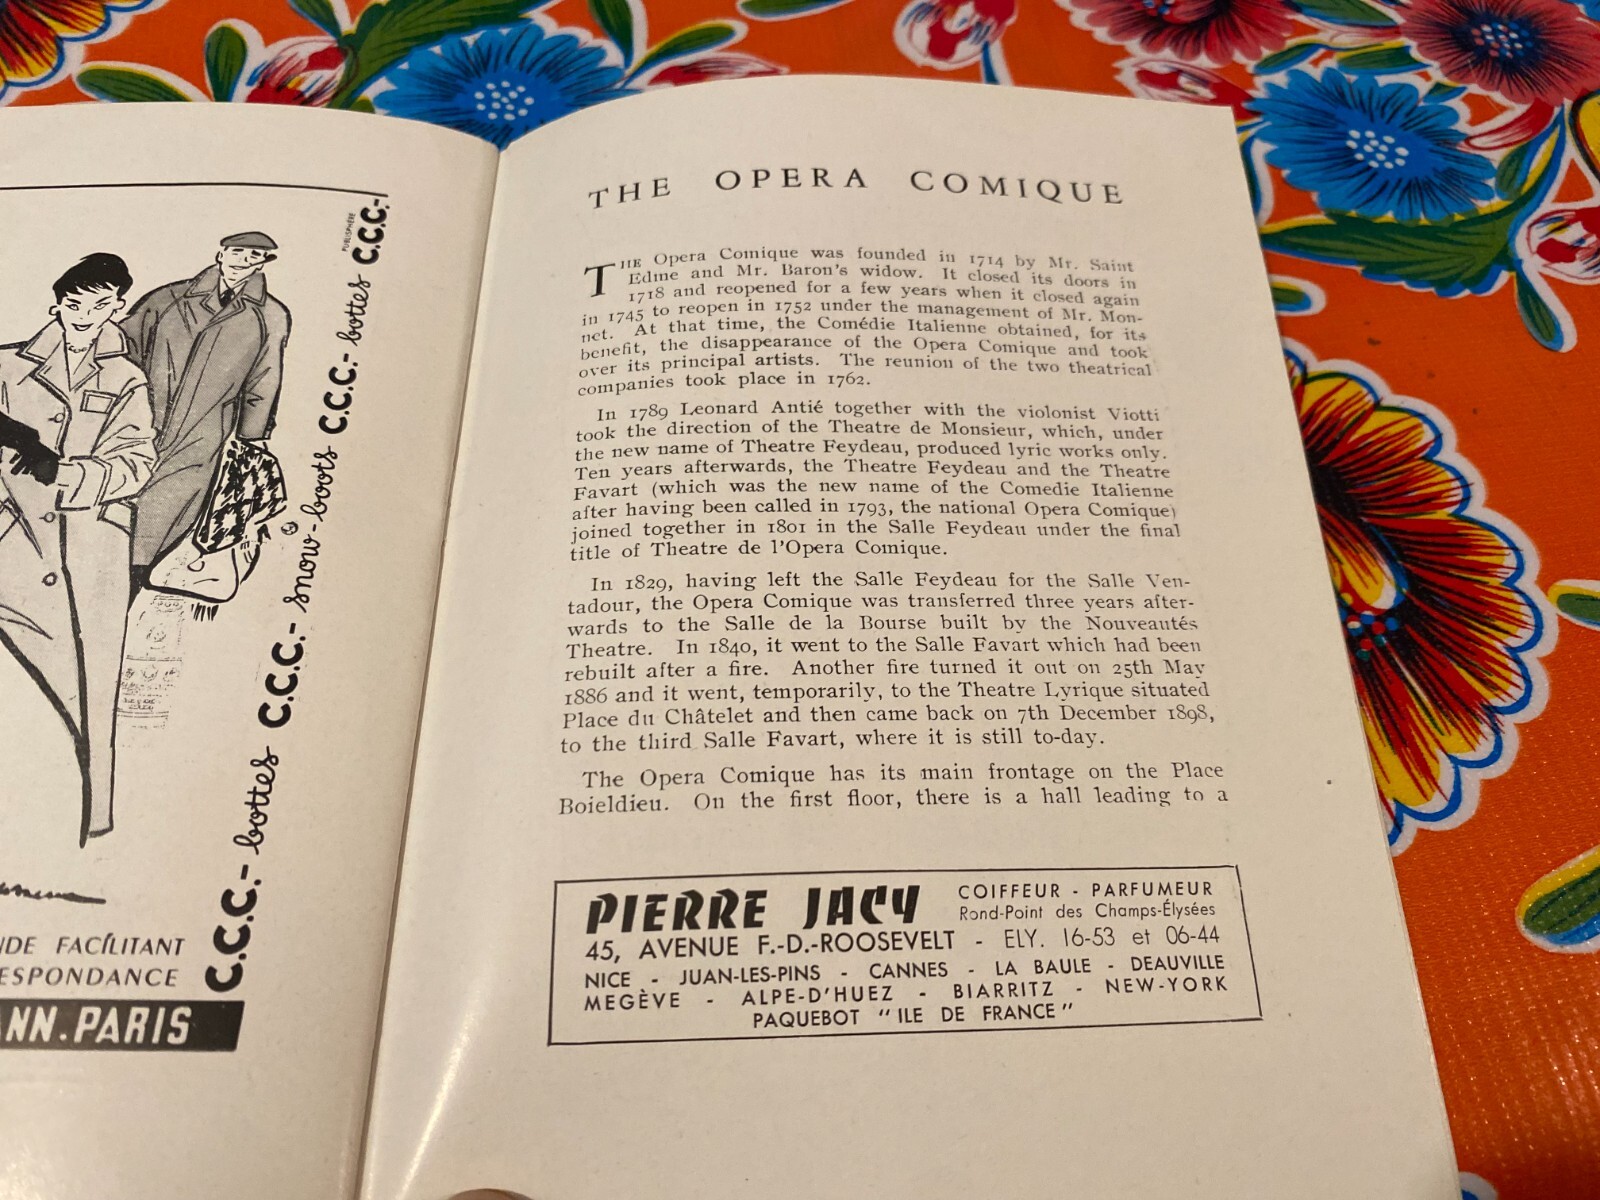 PUBLISPHÈRE
C.C.C.- bottes C.C.C.- snow-boots C.C.C.- bottes C.C.C.-
NDE FACILITANT
ESPONDANCE
NN.PARIS
THE OPERA COMIQUE
THE Opera Comique was founded in 1714 by Mr. Saint
Edme and Mr. Baron's widow. It closed its doors in
1718 and reopened for a few years when it closed again
in 1745 to reopen in 1752 under the management of Mr. Mon-
net. At that time, the Comédie Italienne obtained, for its
benefit, the disappearance of the Opera Comique and took
over its principal artists. The reunion of the two theatrical
companies took place in 1762.
In 1789 Leonard Antié together with the violonist Viotti
took the direction of the Theatre de Monsieur, which, under
the new name of Theatre Feydeau, produced lyric works only.
Ten years afterwards, the Theatre Feydeau and the Theatre
Favart (which was the new name of the Comedie Italienne
after having been called in 1793, the national Opera Comique)
joined together in 1801 in the Salle Feydeau under the final
title of Theatre de l'Opera Comique.
In 1829, having left the Salle Feydeau for the Salle Ven-
tadour, the Opera Comique was transferred three years after-
wards to the Salle de la Bourse built by the Nouveautés
Theatre. In 1840, it went to the Salle Favart which had been
rebuilt after a fire. Another fire turned it out on 25th May
1886 and it went, temporarily, to the Theatre Lyrique situated
Place du Châtelet and then came back on 7th December 1898,
to the third Salle Favart, where it is still to-day.
The Opera Comique has its main frontage on the Place
Boieldieu. On the first floor, there is a hall leading to a
PIERRE JACY COIFFEUR - PARFUMEUR
Rond-Point des Champs-Élysées
45, AVENUE F.-D.-ROOSEVELT - ELY. 16-53 et 06-44
NICE - JUAN-LES-PINS - CANNES - LA BAULE - DEAUVILLE
MEGÈVE - ALPE-D'HUEZ - BIARRITZ - NEW-YORK
PAQUEBOT "ILE DE FRANCE"